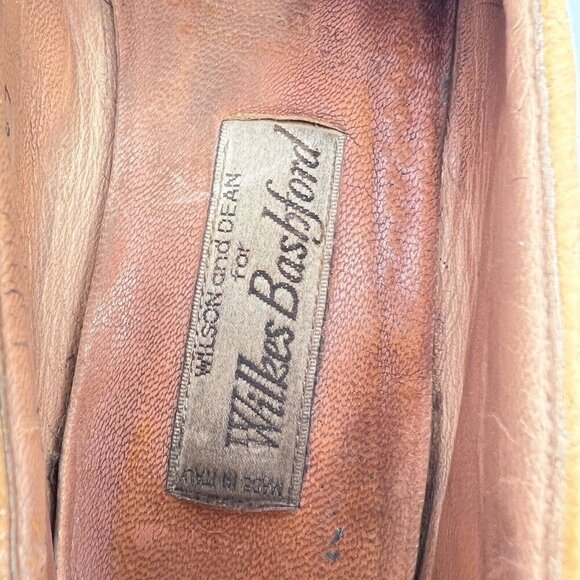 WILSON and DEAN
for
Wilkes Bashford
MADE IN ITALY